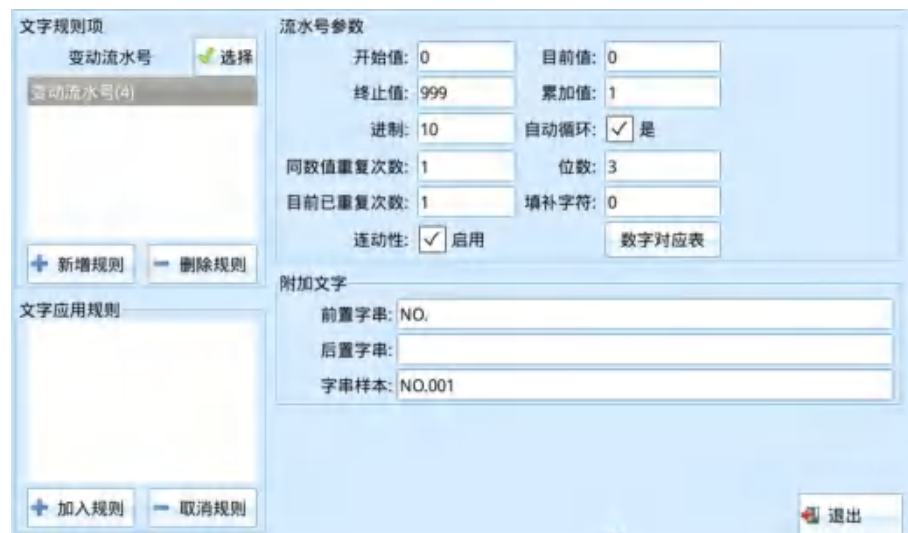 文字规则项
变动流水号 选择
变动流水号(4)
新增规则 删除规则
文字应用规则
加入规则 取消规则
流水号参数
开始值: 0 目前值: 0
终止值: 999 累加值: 1
进制: 10 自动循环: 是
同数值重复次数: 1 位数: 3
目前已重复次数: 1 填补字符: 0
连动性: 启用 数字对应表
附加文字
前置字串: NO.
后置字串:
字串样本: NO.001
退出